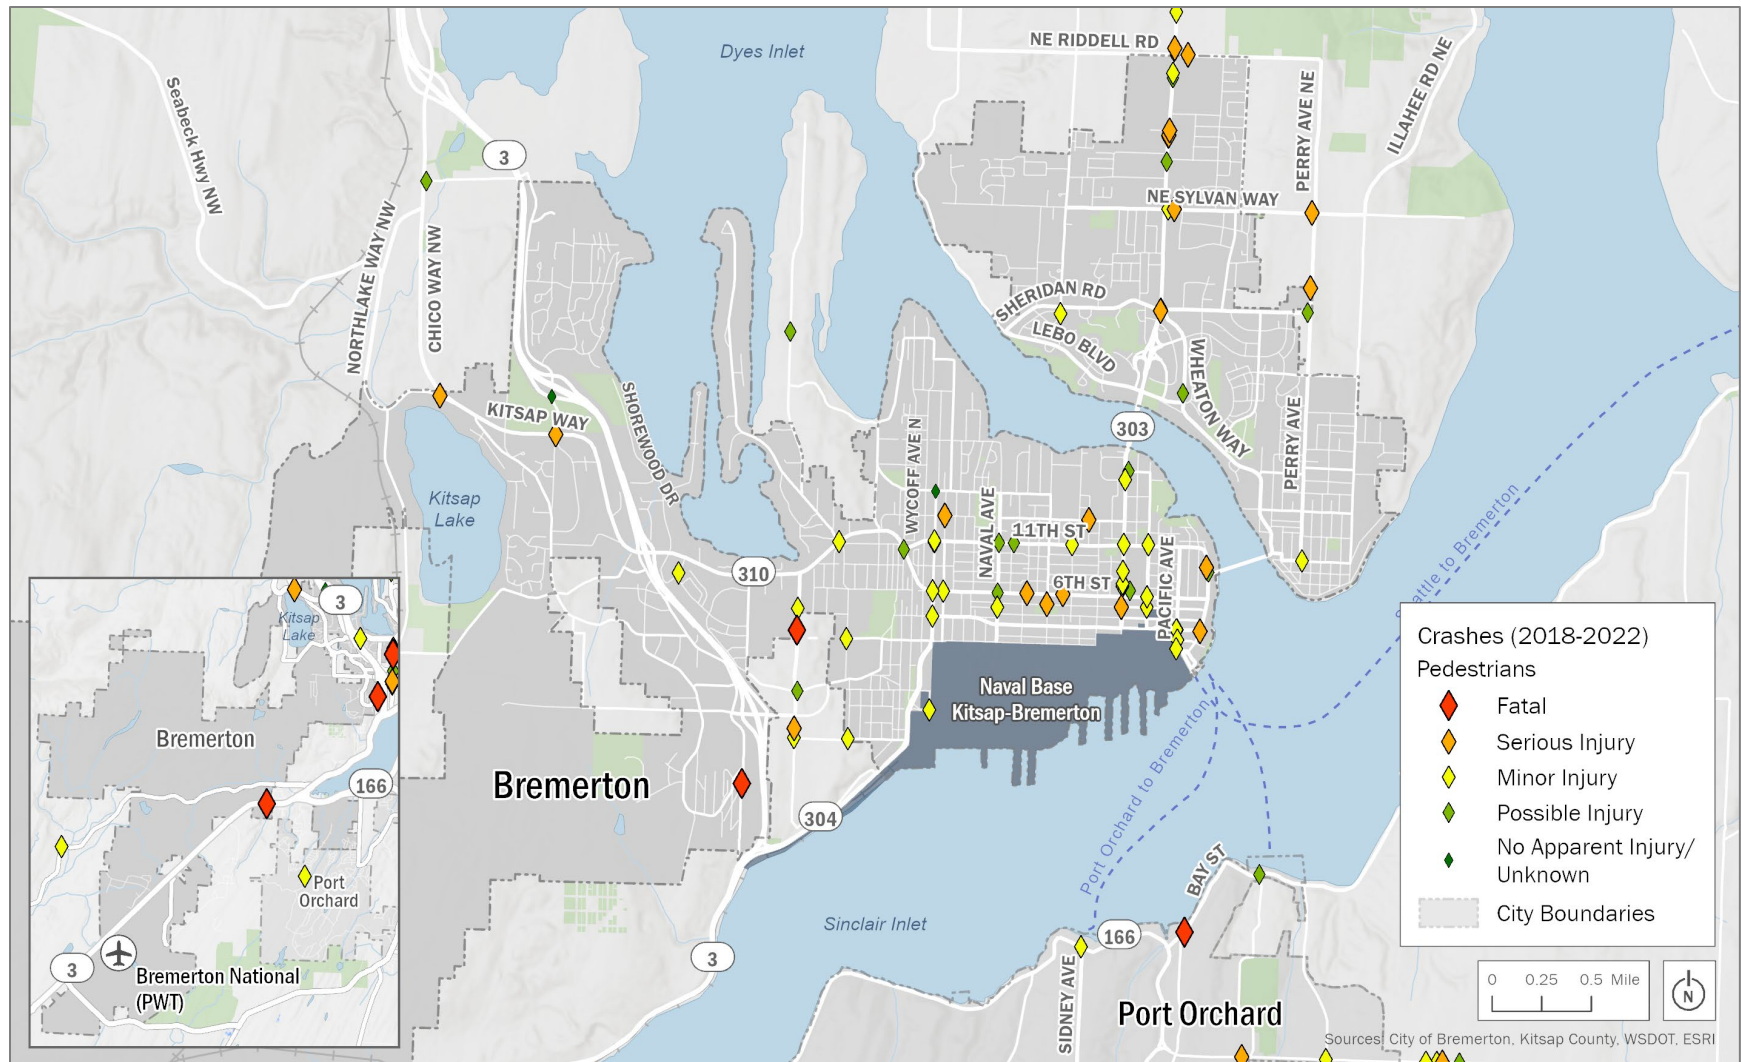 Dyes Inlet
NE RIDDELL RD
ILLAHEE RD NE
PERRY AVE NE
Seabeck Hwy NW
3
NE SYLVAN WAY
NORTHLAKE WAY NW
CHICO WAY NW
SHERIDAN RD
LEBO BLVD
WHEATON WAY
KITSAP WAY
SHOREWOOD DR
303
PERRY AVE
WYCOFF AVE N
NAVAL AVE
Kitsap
Lake
11TH ST
PACIFIC AVE
310
6TH ST
Seattle to Bremerton
Naval Base
Kitsap-Bremerton
Port Orchard to Bremerton
Bremerton
304
Sinclair Inlet
3
BAY ST
166
SIDNEY AVE
Port Orchard
Kitsap
Lake
3
Bremerton
166
Port
Orchard
3
Bremerton National
(PWT)
Crashes (2018-2022)
Pedestrians
Fatal
Serious Injury
Minor Injury
Possible Injury
No Apparent Injury/
Unknown
City Boundaries
0 0.25 0.5 Mile
N
Sources: City of Bremerton, Kitsap County, WSDOT, ESRI